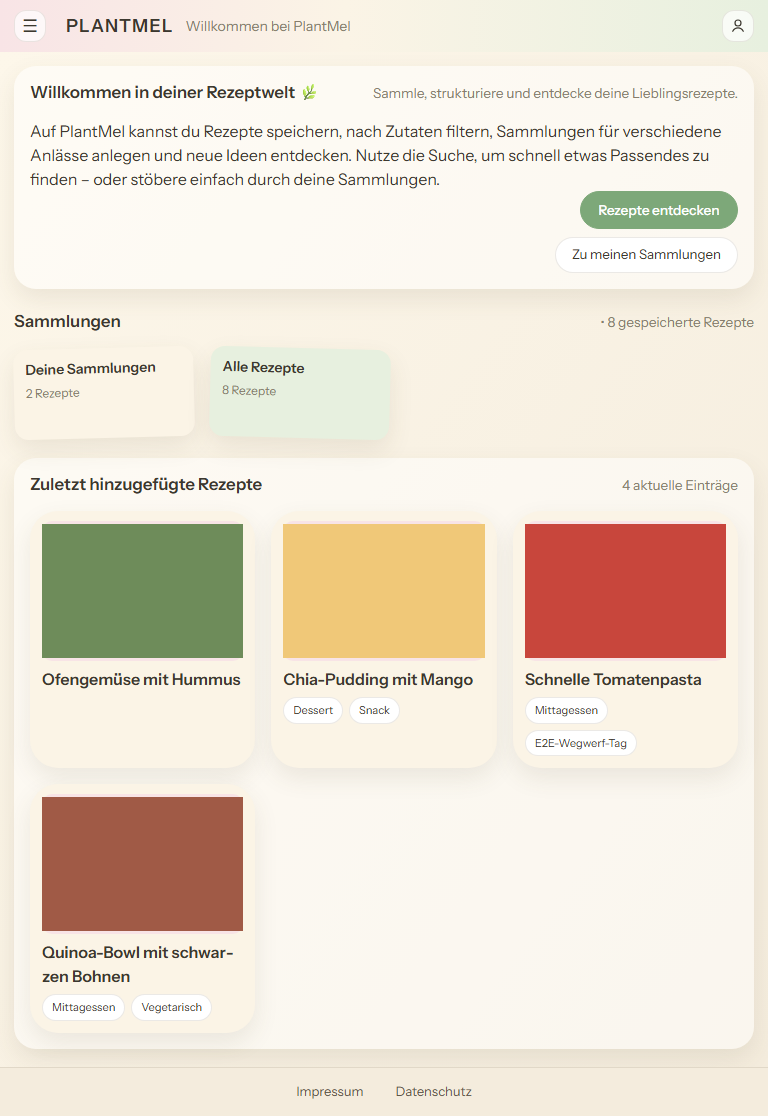 PLANTMEL Willkommen bei PlantMel
Willkommen in deiner Rezeptwelt 🌿
Sammle, strukturiere und entdecke deine Lieblingsrezepte.
Auf PlantMel kannst du Rezepte speichern, nach Zutaten filtern, Sammlungen für verschiedene
Anlässe anlegen und neue Ideen entdecken. Nutze die Suche, um schnell etwas Passendes zu
finden – oder stöbere einfach durch deine Sammlungen.
Rezepte entdecken
Zu meinen Sammlungen
Sammlungen
• 8 gespeicherte Rezepte
Deine Sammlungen
2 Rezepte
Alle Rezepte
8 Rezepte
Zuletzt hinzugefügte Rezepte
4 aktuelle Einträge
Ofengemüse mit Hummus
Chia-Pudding mit Mango
Dessert
Snack
Schnelle Tomatenpasta
Mittagessen
E2E-Wegwerf-Tag
Quinoa-Bowl mit schwar-
zen Bohnen
Mittagessen
Vegetarisch
Impressum
Datenschutz